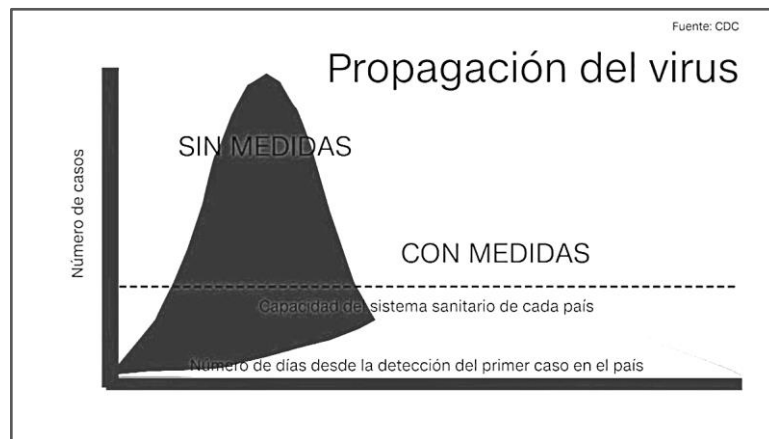 Fuente: CDC
Propagación del virus
SIN MEDIDAS
Número de casos
CON MEDIDAS
Capacidad del sistema sanitario de cada país
Número de días desde la detección del primer caso en el país